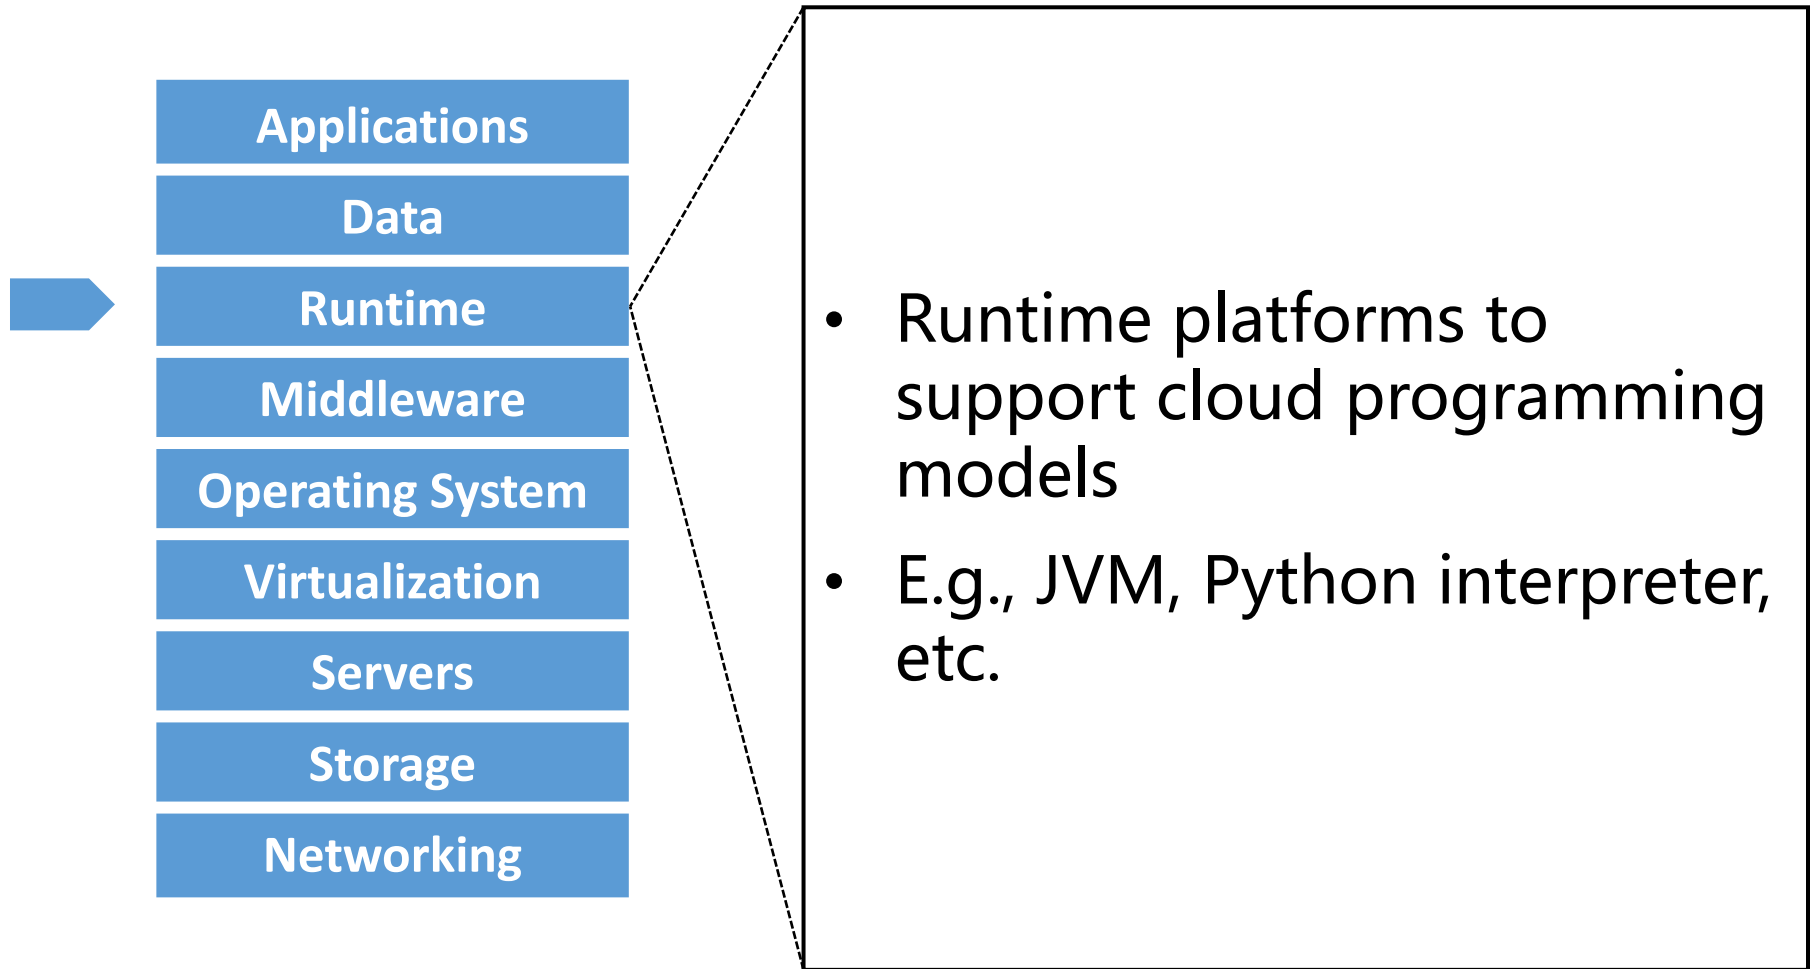 Applications
Data
Runtime
Middleware
Operating System
Virtualization
Servers
Storage
Networking
• Runtime platforms to
support cloud programming
models
• E.g., JVM, Python interpreter,
etc.